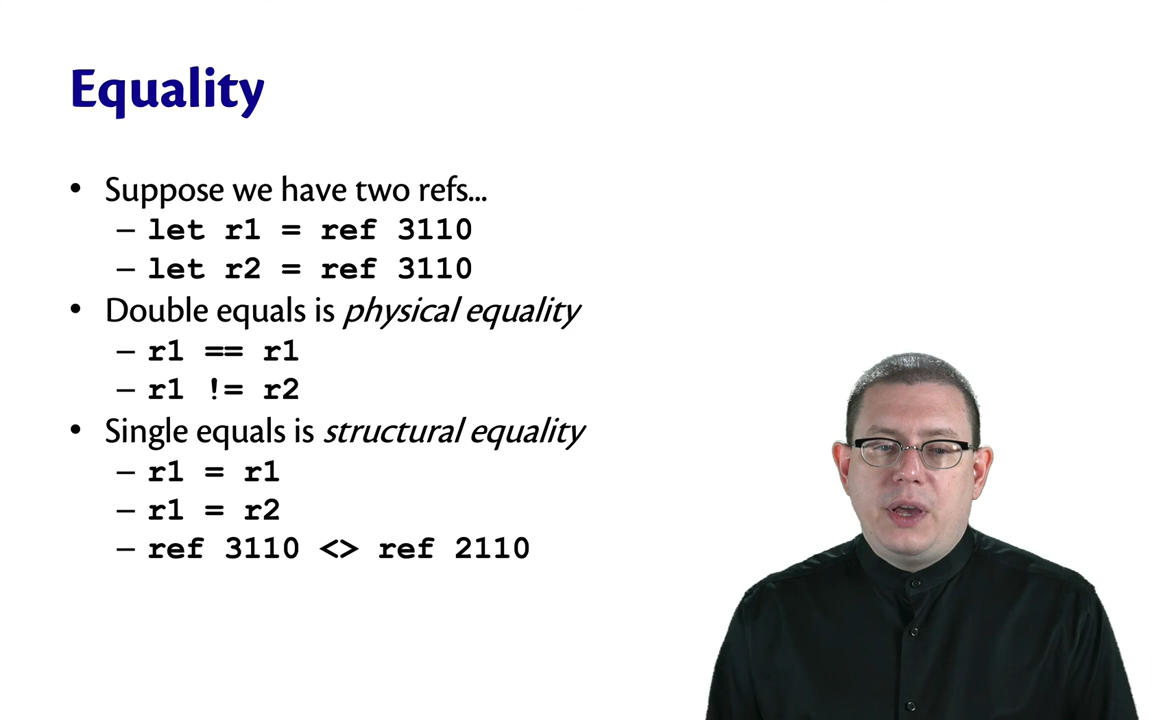 Equality
• Suppose we have two refs...
– let r1 = ref 3110
– let r2 = ref 3110
• Double equals is physical equality
– r1 == r1
– r1 != r2
• Single equals is structural equality
– r1 = r1
– r1 = r2
– ref 3110 <> ref 2110